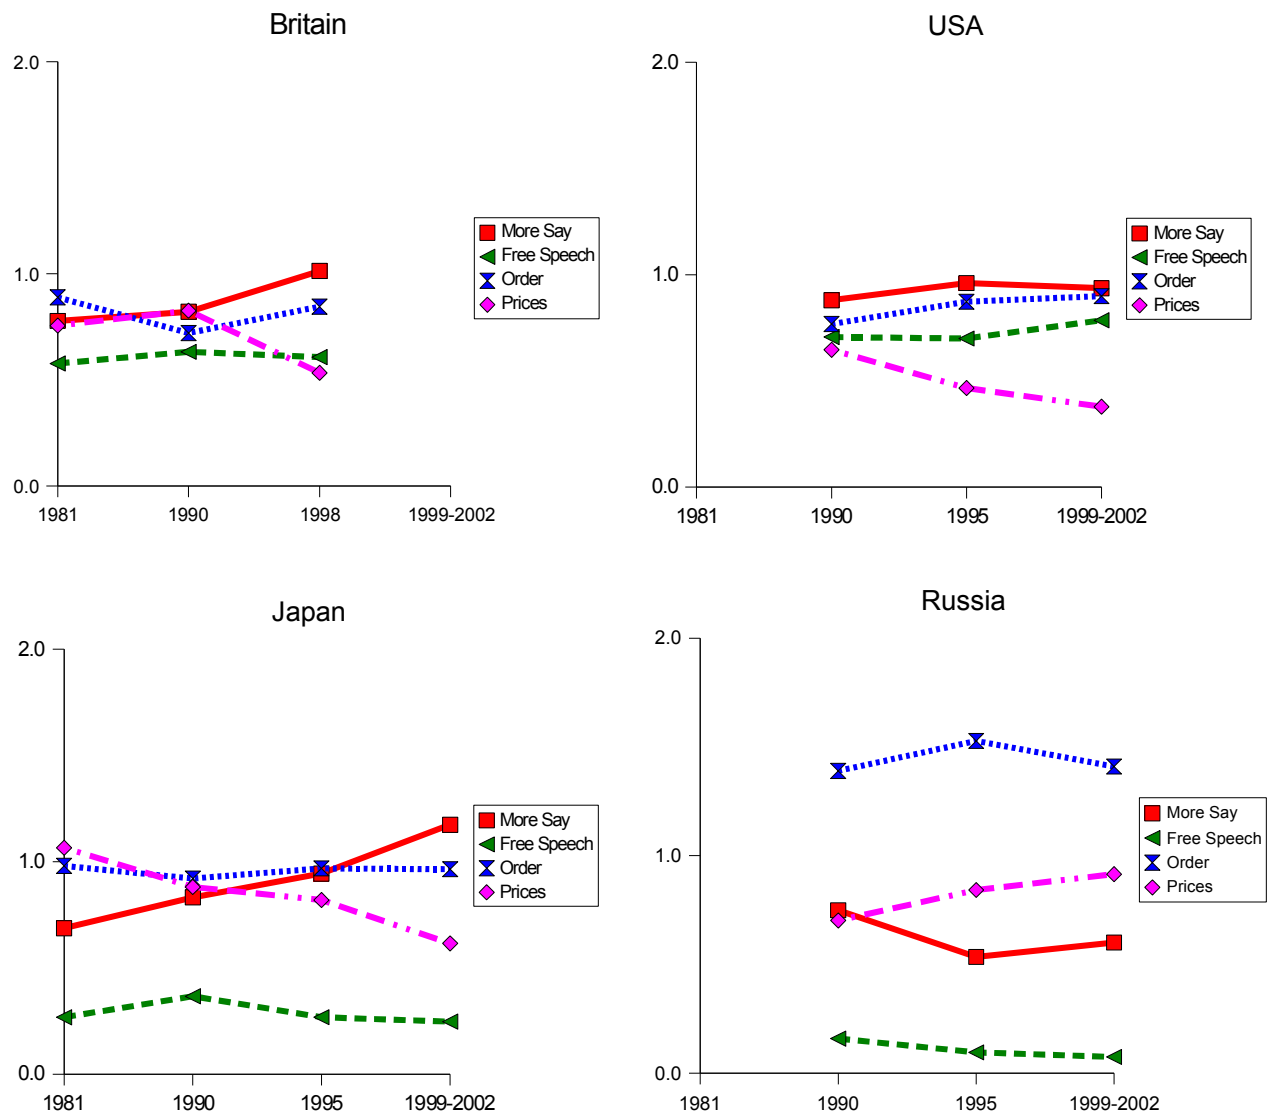 Britain
2.0
1.0
0.0
1981 1990 1998 1999-2002
More Say
Free Speech
Order
Prices
USA
2.0
1.0
0.0
1981 1990 1995 1999-2002
More Say
Free Speech
Order
Prices
Japan
2.0
1.0
0.0
1981 1990 1995 1999-2002
More Say
Free Speech
Order
Prices
Russia
2.0
1.0
0.0
1981 1990 1995 1999-2002
More Say
Free Speech
Order
Prices